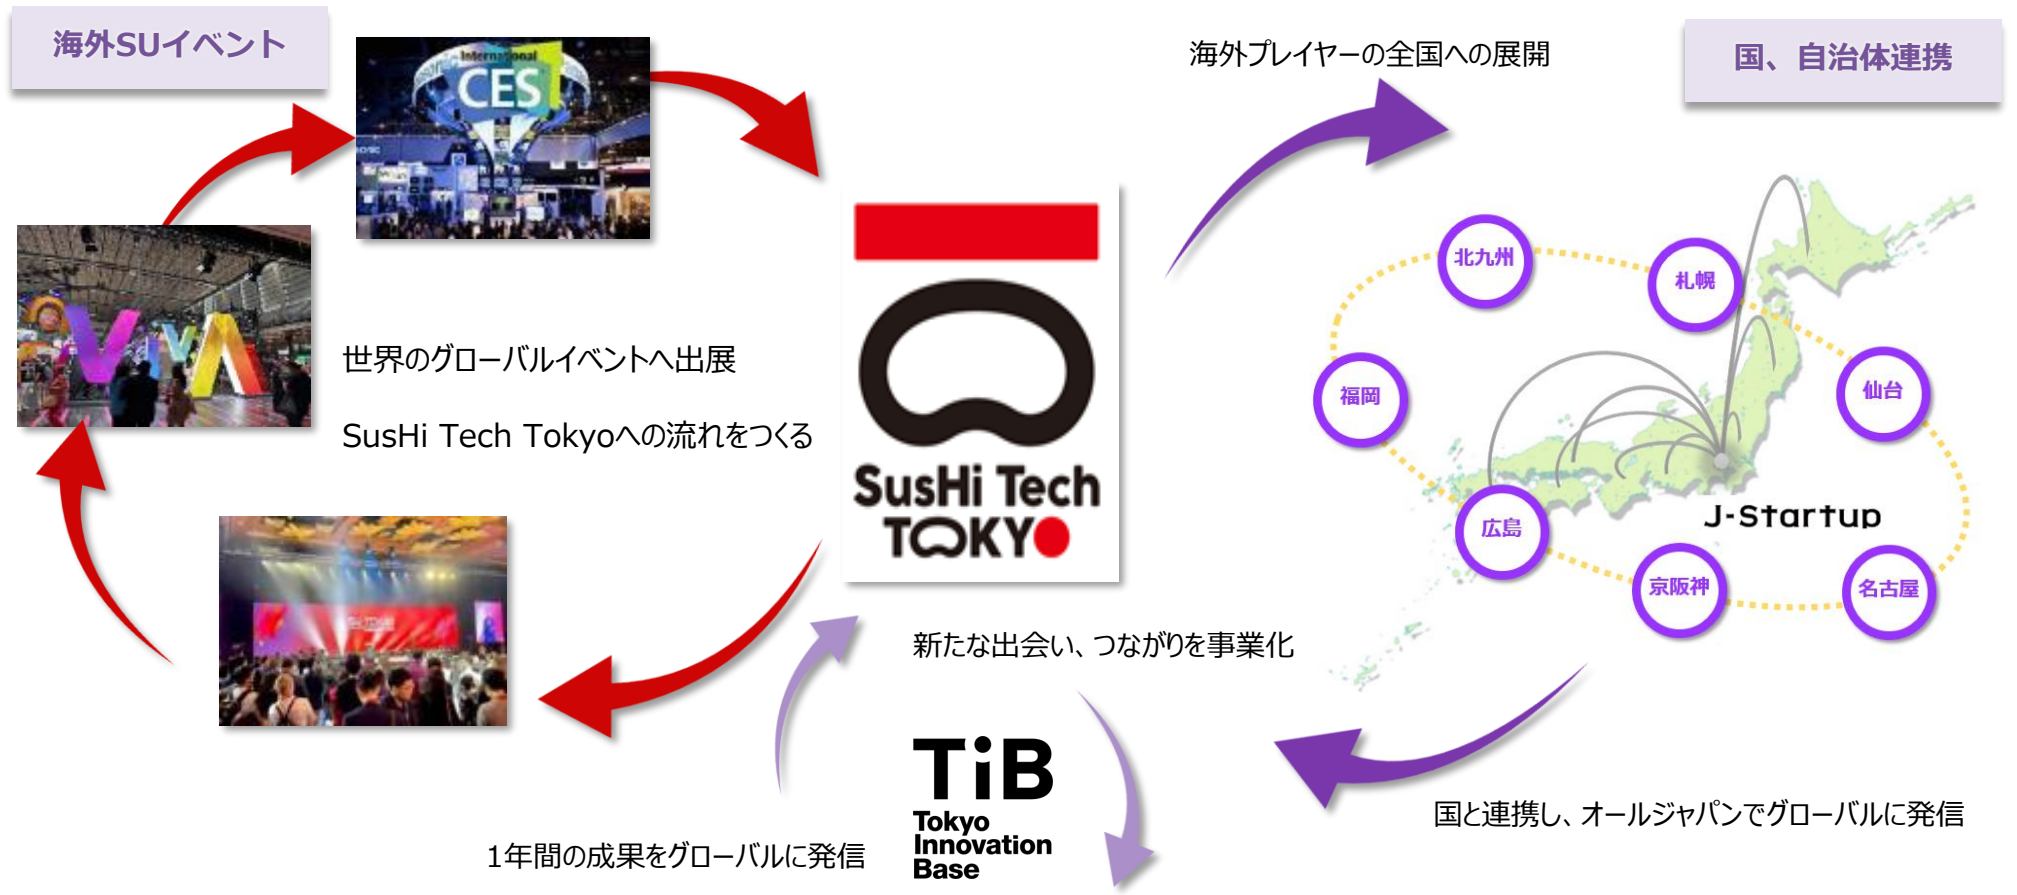 海外SUイベント
International
CES
VIVA
世界のグローバルイベントへ出展
SusHi Tech Tokyoへの流れをつくる
SusHi Tech
TOKYO
海外プレイヤーの全国への展開
国、自治体連携
北九州
札幌
福岡
仙台
広島
J-Startup
京阪神
名古屋
新たな出会い、つながりを事業化
TiB
Tokyo
Innovation
Base
1年間の成果をグローバルに発信
国と連携し、オールジャパンでグローバルに発信